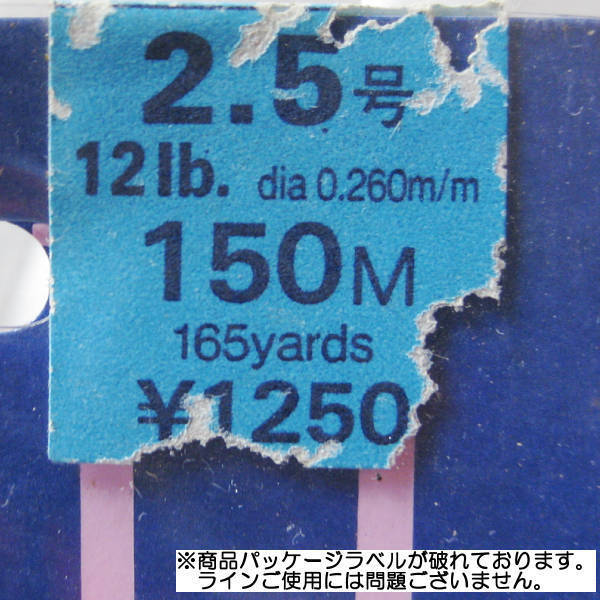 2.5号
12lb. dia 0.260m/m
150M
165yards
¥1250
※商品パッケージラベルが破れております。
ラインご使用には問題ございません。